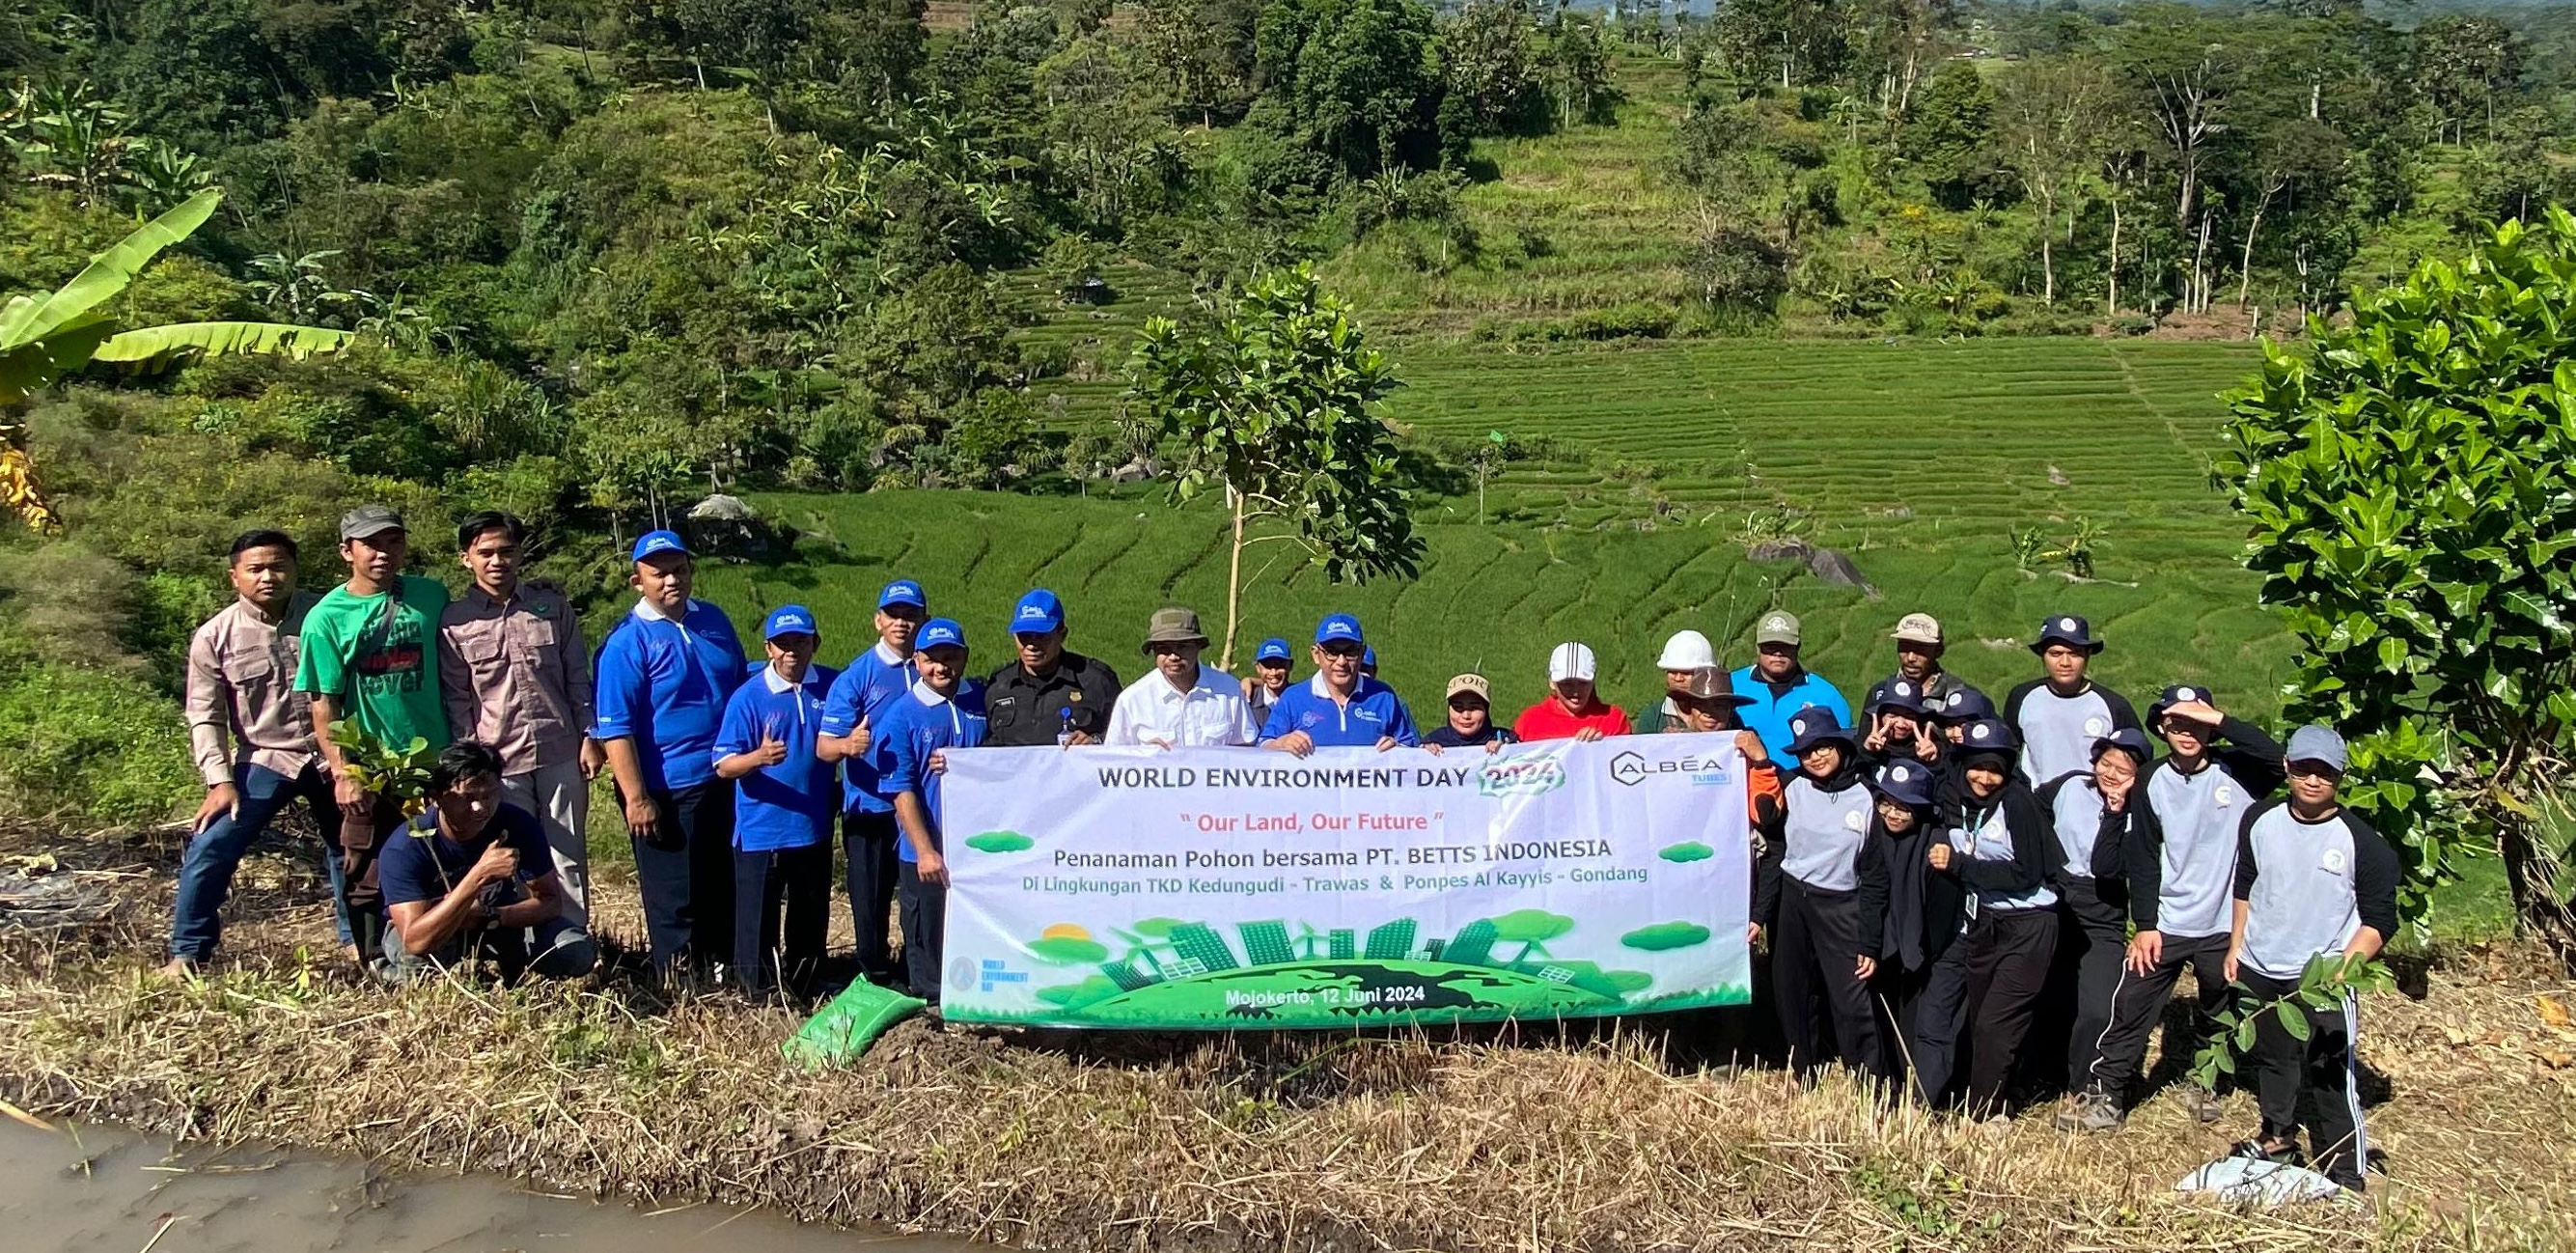 WORLD ENVIRONMENT DAY 2024
ALBÉA
TUBES
“ Our Land, Our Future ”
Penanaman Pohon bersama PT. BETTS INDONESIA
Di Lingkungan TKD Kedungudi - Trawas & Ponpes Al Kayyis - Gondang
WORLD
ENVIRONMENT
DAY
Mojokerto, 12 Juni 2024